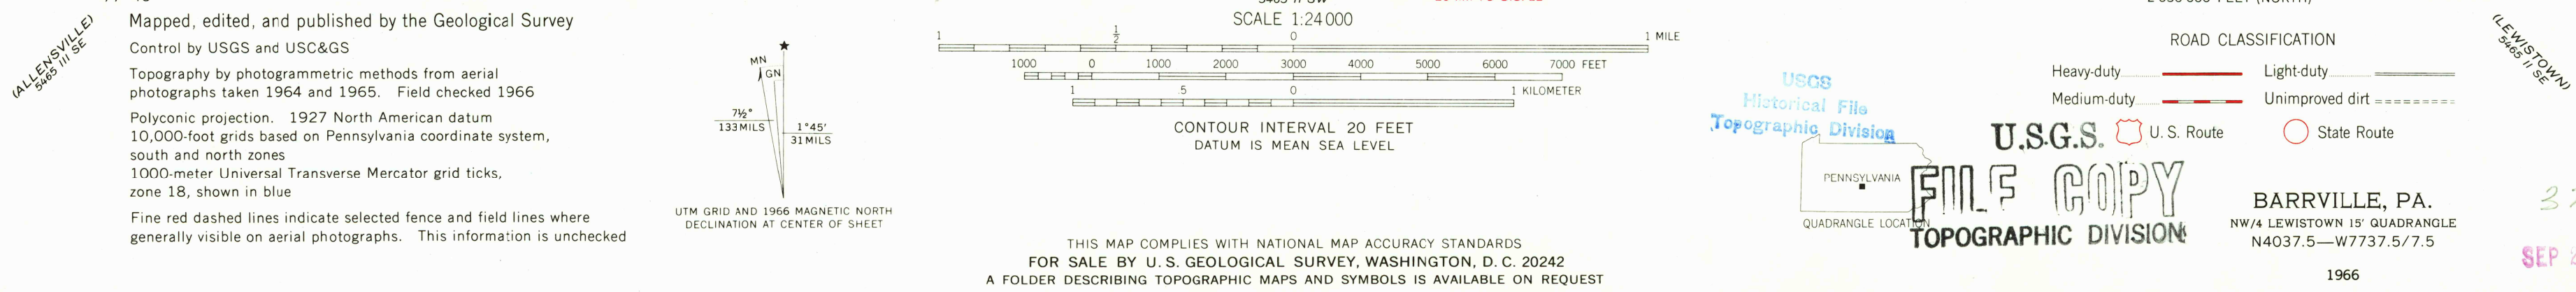 (ALLENSVILLE)
5465 III SE
Mapped, edited, and published by the Geological Survey
Control by USGS and USC&GS
Topography by photogrammetric methods from aerial
photographs taken 1964 and 1965. Field checked 1966
Polyconic projection. 1927 North American datum
10,000-foot grids based on Pennsylvania coordinate system,
south and north zones
1000-meter Universal Transverse Mercator grid ticks,
zone 18, shown in blue
Fine red dashed lines indicate selected fence and field lines where
generally visible on aerial photographs. This information is unchecked
MN
GN
7½°
133 MILS
1°45′
31 MILS
UTM GRID AND 1966 MAGNETIC NORTH
DECLINATION AT CENTER OF SHEET
SCALE 1:24 000
1 ½ 0 1 MILE
1000 0 1000 2000 3000 4000 5000 6000 7000 FEET
1 .5 0 1 KILOMETER
CONTOUR INTERVAL 20 FEET
DATUM IS MEAN SEA LEVEL
THIS MAP COMPLIES WITH NATIONAL MAP ACCURACY STANDARDS
FOR SALE BY U. S. GEOLOGICAL SURVEY, WASHINGTON, D. C. 20242
A FOLDER DESCRIBING TOPOGRAPHIC MAPS AND SYMBOLS IS AVAILABLE ON REQUEST
USGS
Historical File
Topographic Division
PENNSYLVANIA
QUADRANGLE LOCATION
U.S.G.S.
FILE COPY
TOPOGRAPHIC DIVISION
ROAD CLASSIFICATION
Heavy-duty Light-duty
Medium-duty Unimproved dirt
U. S. Route State Route
BARRVILLE, PA.
NW/4 LEWISTOWN 15′ QUADRANGLE
N4037.5—W7737.5/7.5
1966
(LEWISTOWN)
5465 II SE
SEP